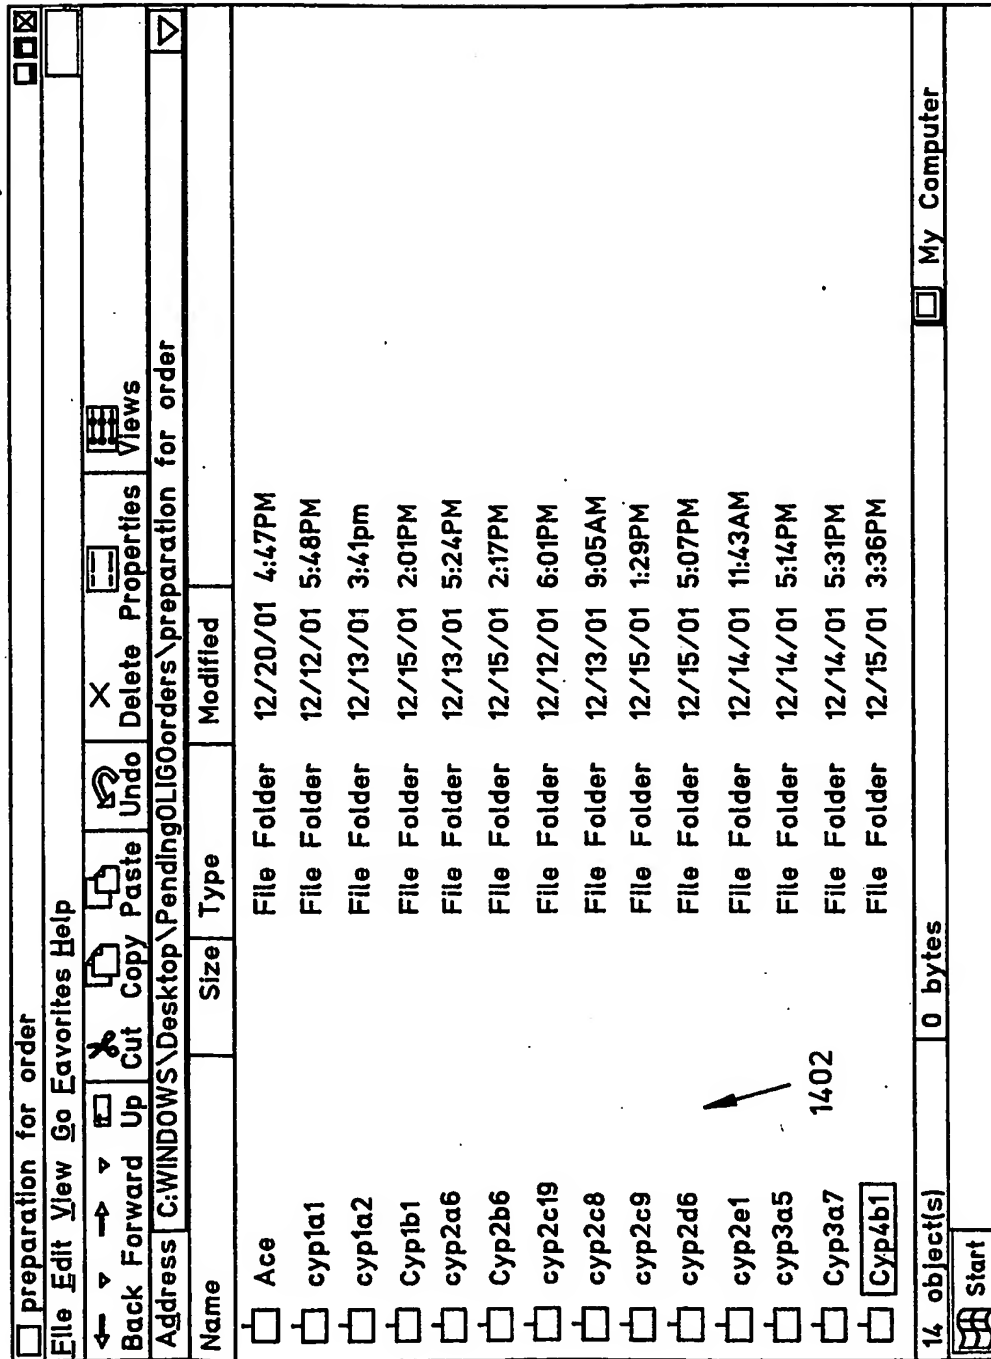 preparation for order
File Edit View Go Favorites Help
Back Forward Up Cut Copy Paste Undo Delete Properties Views
Address C:WINDOWS\Desktop\PendingOLIGOorders\preparation for order
Name Size Type Modified
Ace File Folder 12/20/01 4:47PM
cyp1a1 File Folder 12/12/01 5:48PM
cyp1a2 File Folder 12/13/01 3:41pm
Cyp1b1 File Folder 12/15/01 2:01PM
cyp2a6 File Folder 12/13/01 5:24PM
Cyp2b6 File Folder 12/15/01 2:17PM
cyp2c19 File Folder 12/12/01 6:01PM
cyp2c8 File Folder 12/13/01 9:05AM
cyp2c9 File Folder 12/15/01 1:29PM
cyp2d6 File Folder 12/15/01 5:07PM
cyp2e1 File Folder 12/14/01 11:43AM
cyp3a5 File Folder 12/14/01 5:14PM
Cyp3a7 File Folder 12/14/01 5:31PM
Cyp4b1 File Folder 12/15/01 3:36PM
1402
14 object(s) 0 bytes My Computer
Start